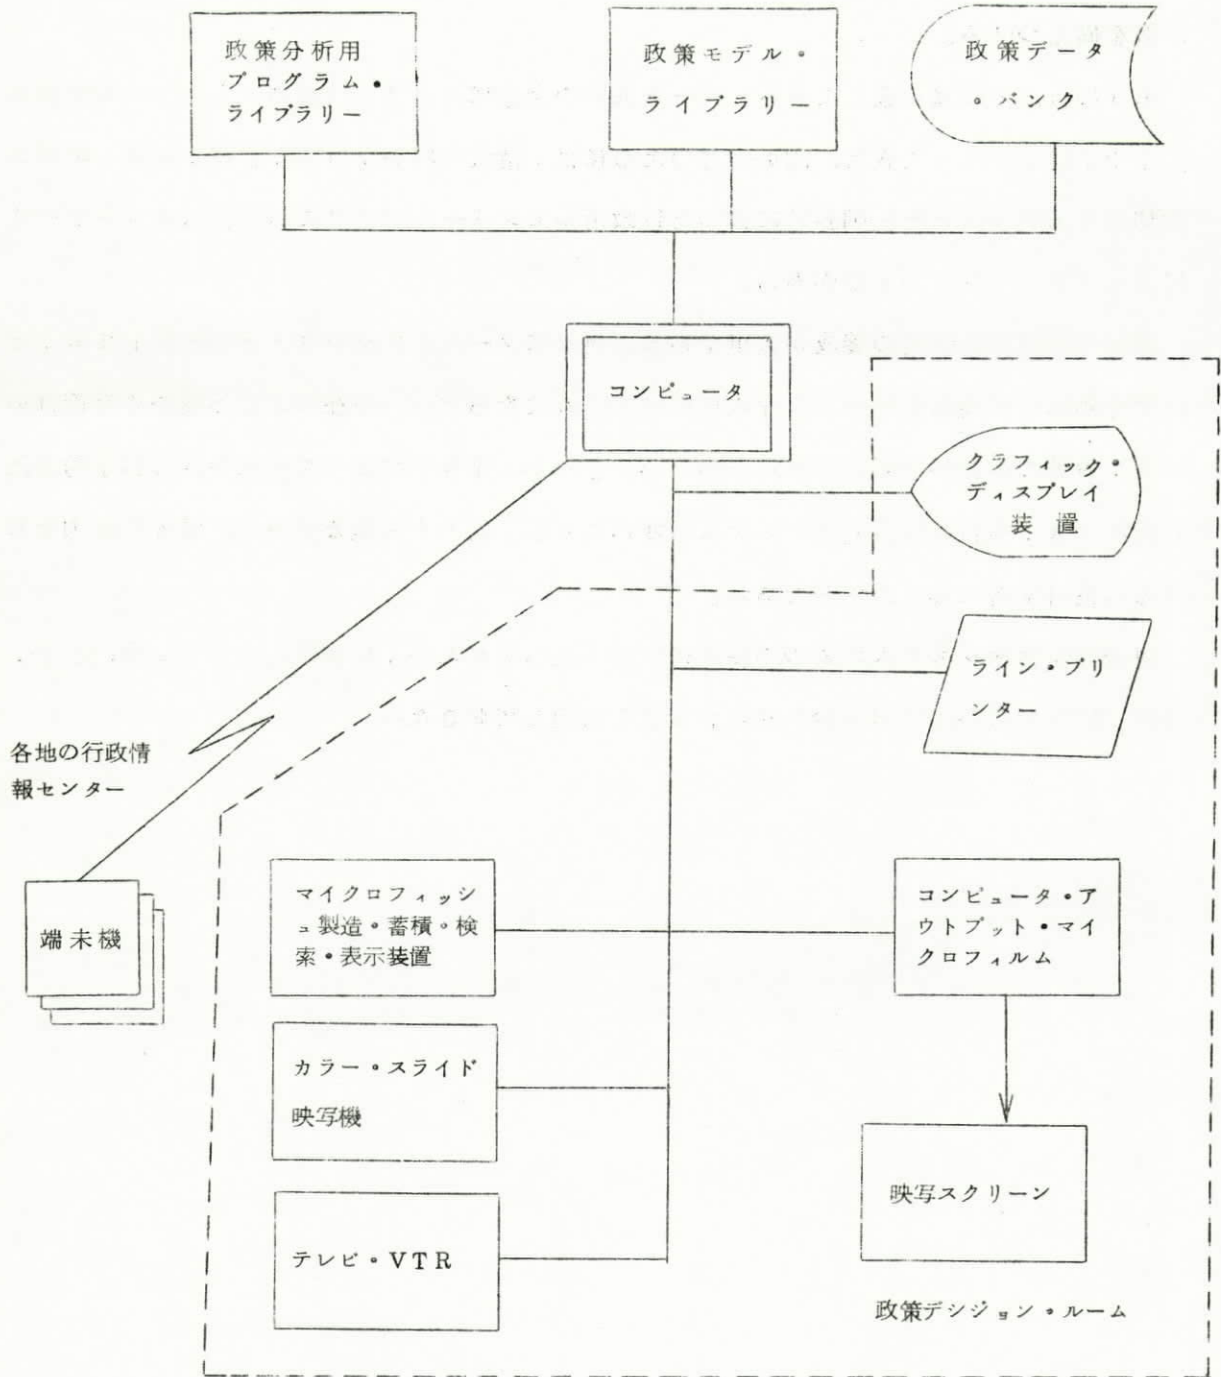 政策分析用
プログラム・
ライブラリー
政策モデル・
ライブラリー
政策データ
・バンク
コンピュータ
クラフィック・
ディスプレイ
装置
ライン・プリ
ンター
各地の行政情
報センター
端未機
マイクロフィッシ
ュ製造・蓄積・検
索・表示装置
コンピュータ・ア
ウトプット・マイ
クロフィルム
カラー・スライド
映写機
映写スクリーン
テレビ・VTR
政策デシジョン・ルーム